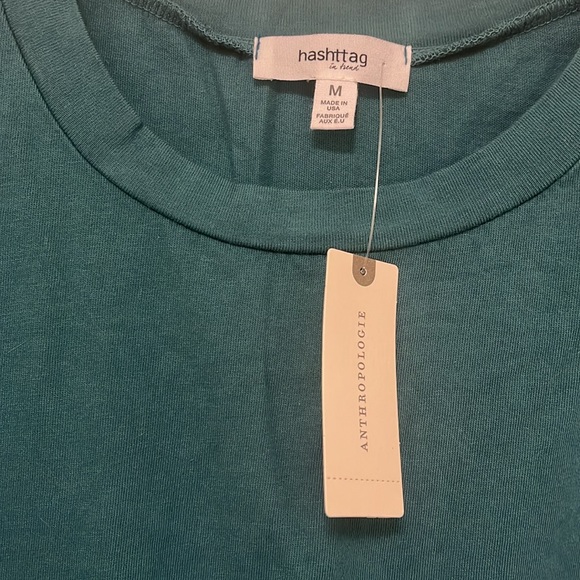 hashttag
in trend
M
MADE IN
USA
FABRIQUÉ
AUX É.U
ANTHROPOLOGIE